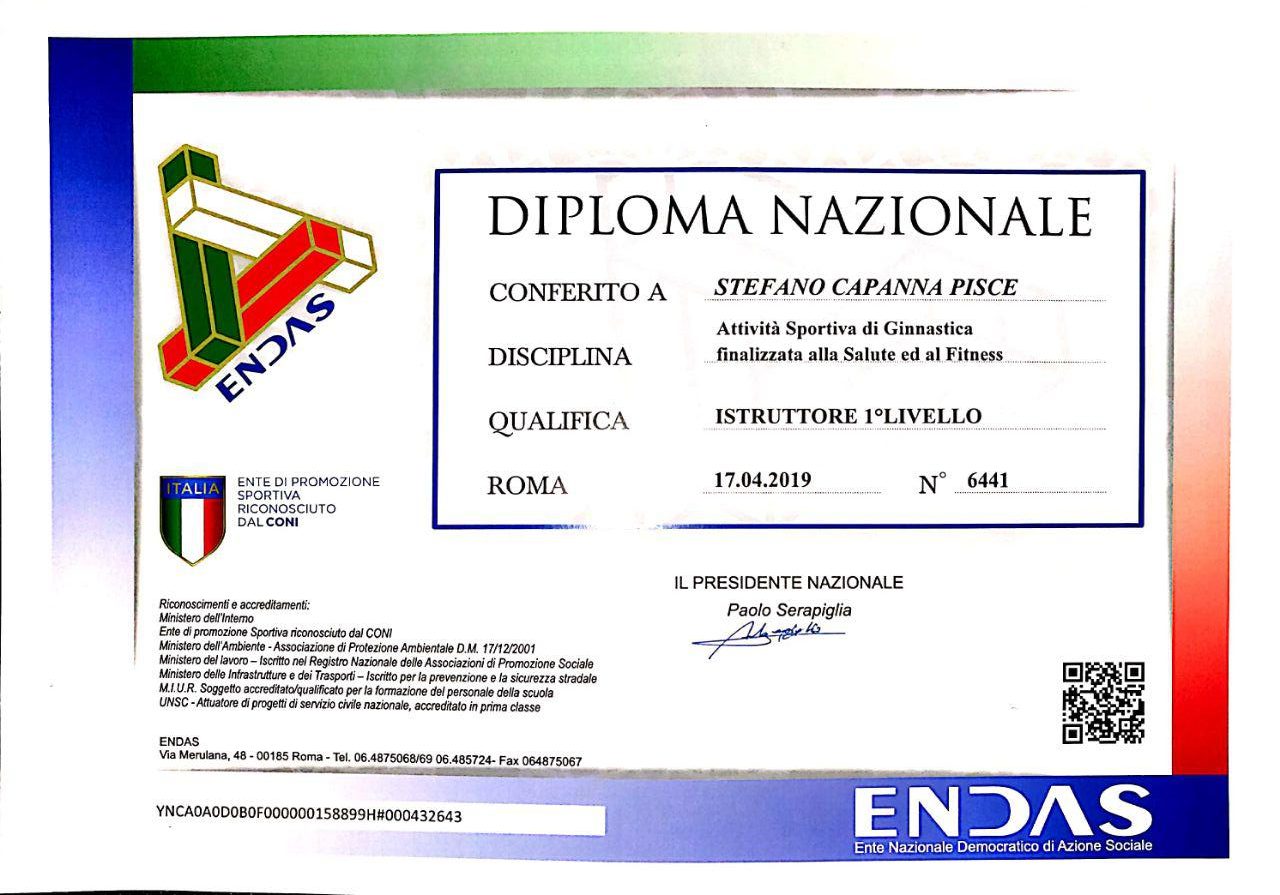 DIPLOMA NAZIONALE
CONFERITO A STEFANO CAPANNA PISCE
DISCIPLINA Attività Sportiva di Ginnastica
finalizzata alla Salute ed al Fitness
QUALIFICA ISTRUTTORE 1°LIVELLO
ROMA 17.04.2019 N° 6441
ENDAS
ITALIA
ENTE DI PROMOZIONE
SPORTIVA
RICONOSCIUTO
DAL CONI
IL PRESIDENTE NAZIONALE
Paolo Serapiglia
Riconoscimenti e accreditamenti:
Ministero dell'Interno
Ente di promozione Sportiva riconosciuto dal CONI
Ministero dell'Ambiente - Associazione di Protezione Ambientale D.M. 17/12/2001
Ministero del lavoro – Iscritto nel Registro Nazionale delle Associazioni di Promozione Sociale
Ministero delle Infrastrutture e dei Trasporti – Iscritto per la prevenzione e la sicurezza stradale
M.I.U.R. Soggetto accreditato/qualificato per la formazione del personale della scuola
UNSC - Attuatore di progetti di servizio civile nazionale, accreditato in prima classe
ENDAS
Via Merulana, 48 - 00185 Roma - Tel. 06.4875068/69 06.485724- Fax 064875067
YNCA0A0D0B0F000000158899H#000432643
ENDAS
Ente Nazionale Democratico di Azione Sociale